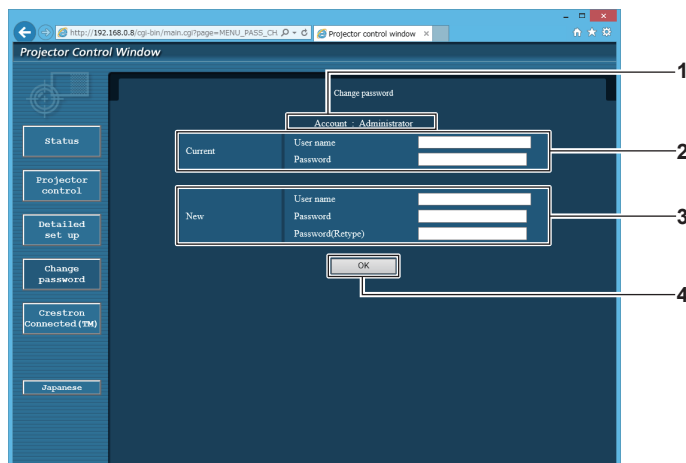 http://192.168.0.8/cgi-bin/main.cgi?page=MENU_PASS_CH
Projector control window
Projector Control Window
Change password
1
Account : Administrator
Status
Current
User name
Password
2
Projector
control
New
User name
Password
Password(Retype)
3
Detailed
set up
Change
password
OK
4
Crestron
Connected(TM)
Japanese